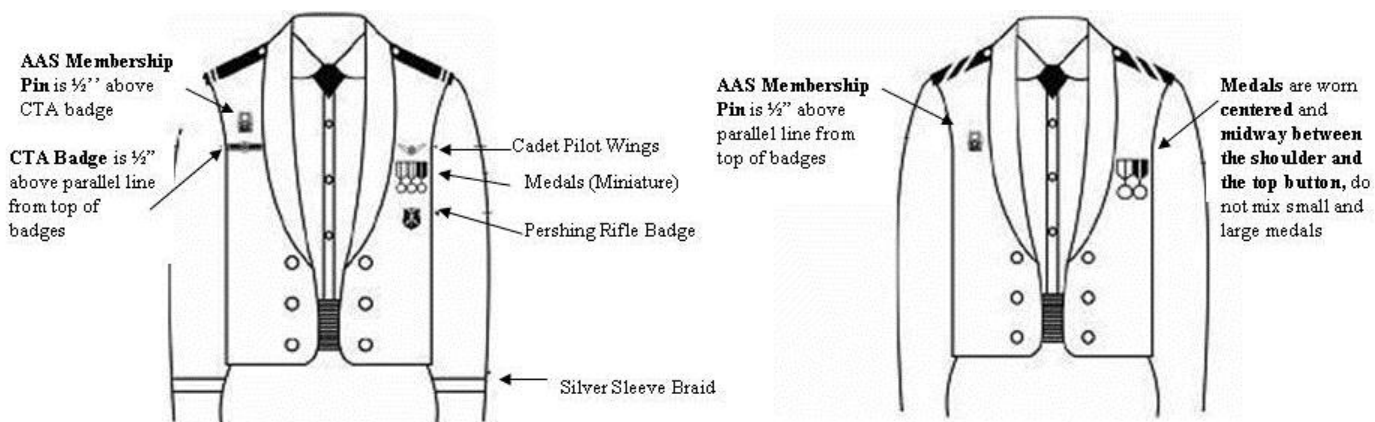 AAS Membership
Pin is ½’’ above
CTA badge
CTA Badge is ½”
above parallel line
from top of
badges
Cadet Pilot Wings
Medals (Miniature)
Pershing Rifle Badge
Silver Sleeve Braid
AAS Membership
Pin is ½” above
parallel line from
top of badges
Medals are worn
centered and
midway between
the shoulder and
the top button, do
not mix small and
large medals